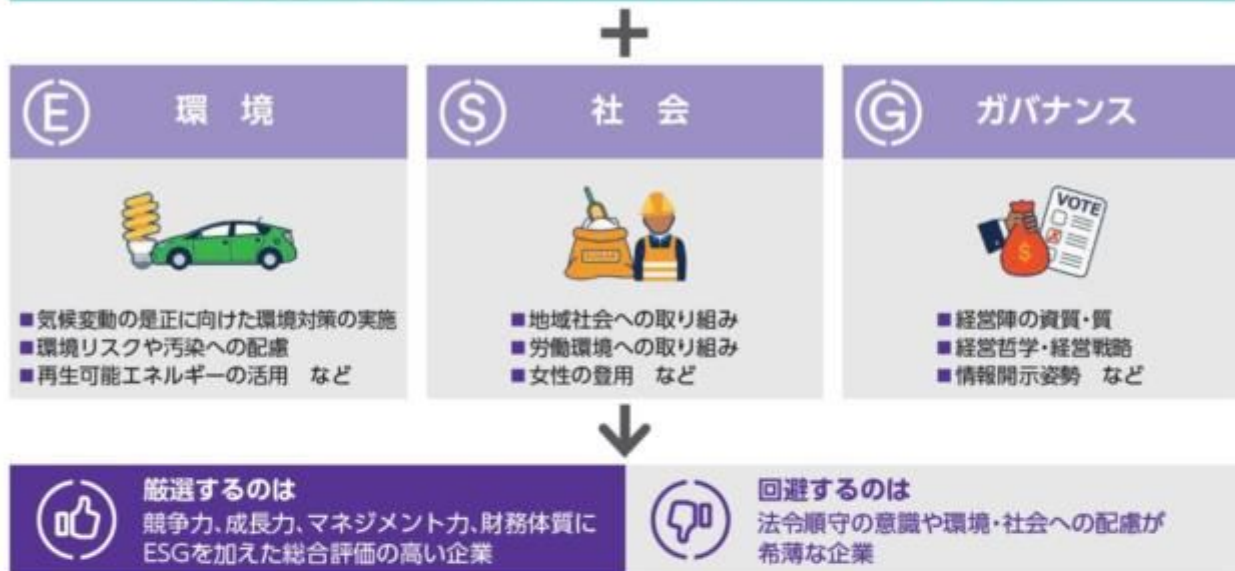 +
E 環 境
S 社 会
G ガバナンス
VOTE
$
■気候変動の是正に向けた環境対策の実施
■環境リスクや汚染への配慮
■再生可能エネルギーの活用 など
■地域社会への取り組み
■労働環境への取り組み
■女性の登用 など
■経営陣の資質・質
■経営哲学・経営戦略
■情報開示姿勢 など
厳選するのは
競争力、成長力、マネジメント力、財務体質に
ESGを加えた総合評価の高い企業
回避するのは
法令順守の意識や環境・社会への配慮が
希薄な企業